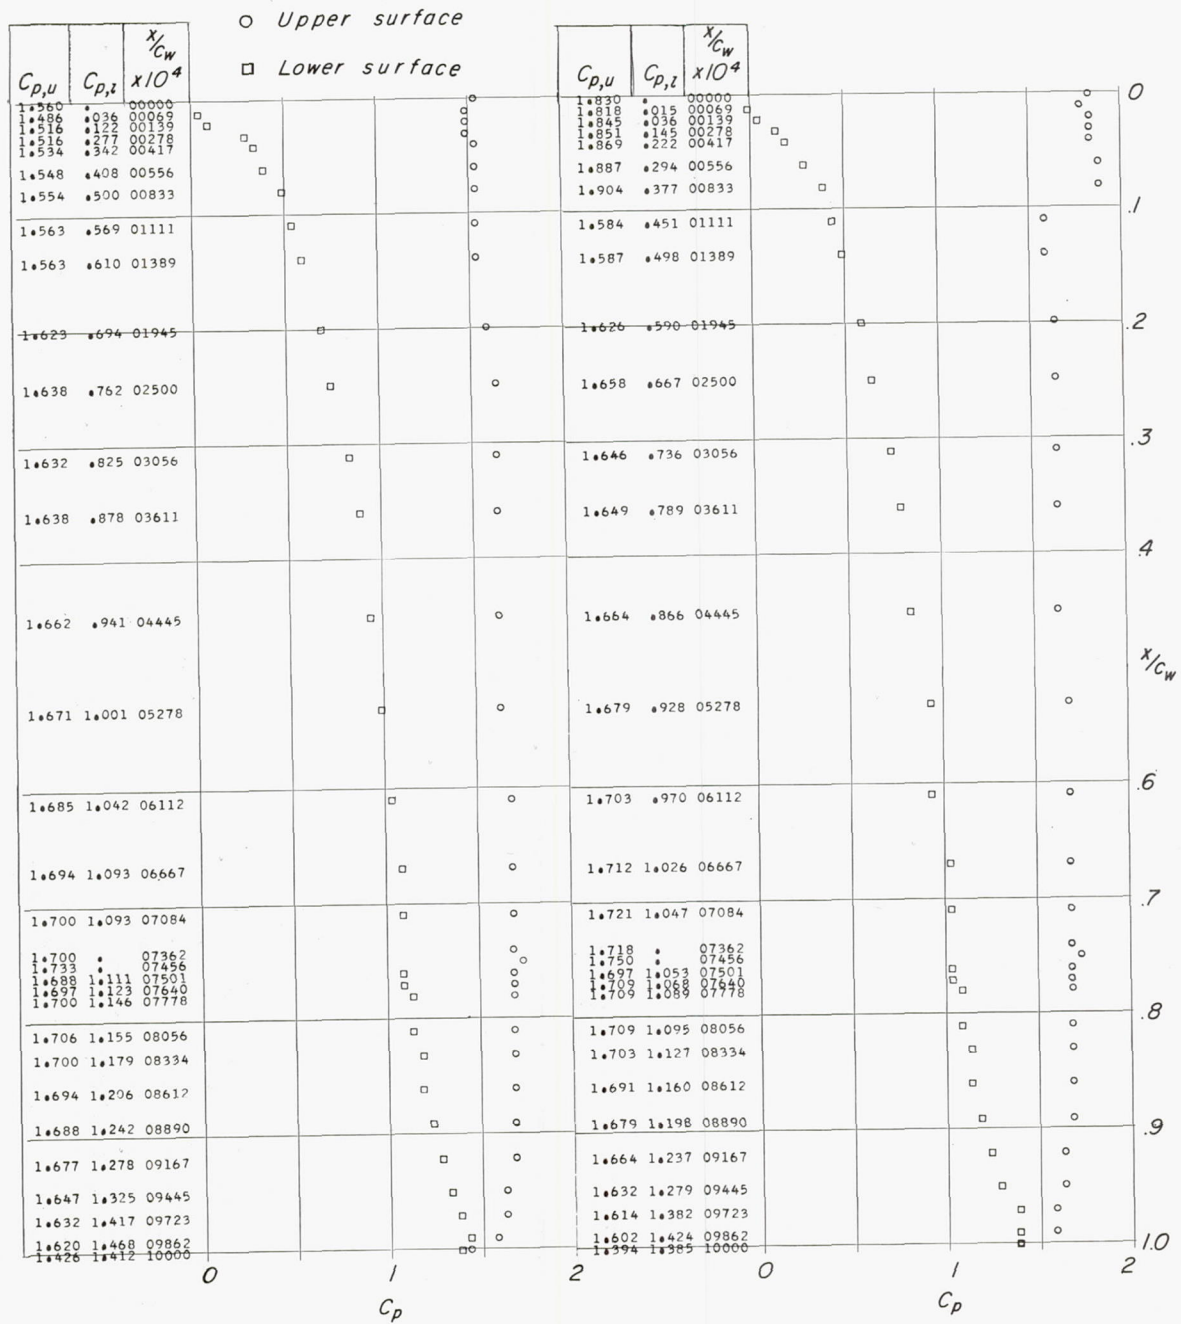 ○ Upper surface
□ Lower surface
Cp,u Cp,l x/cw x10⁴
1.560 . 00000
1.486 .036 00069
1.516 .122 00139
1.516 .277 00278
1.534 .342 00417
1.548 .408 00556
1.554 .500 00833
1.563 .569 01111
1.563 .610 01389
1.623 .694 01945
1.638 .762 02500
1.632 .825 03056
1.638 .878 03611
1.662 .941 04445
1.671 1.001 05278
1.685 1.042 06112
1.694 1.093 06667
1.700 1.093 07084
1.700 . 07362
1.733 . 07456
1.688 1.111 07501
1.697 1.123 07640
1.700 1.146 07778
1.706 1.155 08056
1.700 1.179 08334
1.694 1.206 08612
1.688 1.242 08890
1.677 1.278 09167
1.647 1.325 09445
1.632 1.417 09723
1.620 1.468 09862
1.426 1.412 10000
0 1 2
Cp
Cp,u Cp,l x/cw x10⁴
1.830 . 00000
1.818 .015 00069
1.845 .036 00139
1.851 .145 00278
1.869 .222 00417
1.887 .294 00556
1.904 .377 00833
1.584 .451 01111
1.587 .498 01389
1.626 .590 01945
1.658 .667 02500
1.646 .736 03056
1.649 .789 03611
1.664 .866 04445
1.679 .928 05278
1.703 .970 06112
1.712 1.026 06667
1.721 1.047 07084
1.718 . 07362
1.750 . 07456
1.697 1.053 07501
1.709 1.068 07640
1.709 1.089 07778
1.709 1.095 08056
1.703 1.127 08334
1.691 1.160 08612
1.679 1.198 08890
1.664 1.237 09167
1.632 1.279 09445
1.614 1.382 09723
1.602 1.424 09862
1.394 1.385 10000
0 1 2
Cp
0
.1
.2
.3
.4
x/cw
.6
.7
.8
.9
1.0